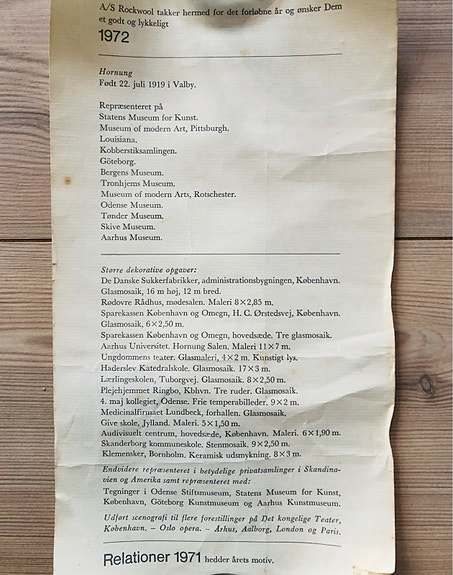 A/S Rockwool takker hermed for det forløbne år og ønsker Dem
et godt og lykkeligt
1972
Hornung
Født 22. juli 1919 i Valby.
Repræsenteret på
Statens Museum for Kunst.
Museum of modern Art, Pittsburgh.
Louisiana.
Kobberstiksamlingen.
Göteborg.
Bergens Museum.
Tronhjems Museum.
Museum of modern Arts, Rotschester.
Odense Museum.
Tønder Museum.
Skive Museum.
Aarhus Museum.
Større dekorative opgaver:
De Danske Sukkerfabrikker, administrationsbygningen, København.
Glasmosaik, 16 m høj, 12 m bred.
Rødovre Rådhus, mødesalen. Maleri 8×2,85 m.
Sparekassen København og Omegn, H. C. Ørstedsvej, København.
Glasmosaik, 6×2,50 m.
Sparekassen København og Omegn, hovedsæde. Tre glasmosaik.
Aarhus Universitet. Hornung Salen. Maleri 11×7 m.
Ungdommens teater. Glasmaleri, 4×2 m. Kunstigt lys.
Haderslev Katedralskole. Glasmosaik. 17×3 m.
Lærlingeskolen, Tuborgvej. Glasmosaik. 8×2,50 m.
Plejehjemmet Ringbo, Kbhvn. Tre ruder. Glasmosaik.
4. maj kollegiet, Odense. Frie temperabilleder. 9×2 m.
Medicinalfirmaet Lundbeck, forhallen. Glasmosaik.
Give skole, Jylland. Maleri. 5×1,50 m.
Audivisuelt centrum, hovedsæde, København. Maleri. 6×1,90 m.
Skanderborg kommuneskole. Stenmosaik. 9×2,50 m.
Klemensker, Bornholm. Keramisk udsmykning. 8×3 m.
Endvidere repræsenteret i betydelige privatsamlinger i Skandina-
vien og Amerika samt repræsenteret med:
Tegninger i Odense Stiftsmuseum, Statens Museum for Kunst,
København, Göteborg Kunstmuseum og Aarhus Kunstmuseum.
Udført scenografi til flere forestillinger på Det kongelige Teater,
København. – Oslo opera. – Århus, Aalborg, London og Paris.
Relationer 1971 hedder årets motiv.